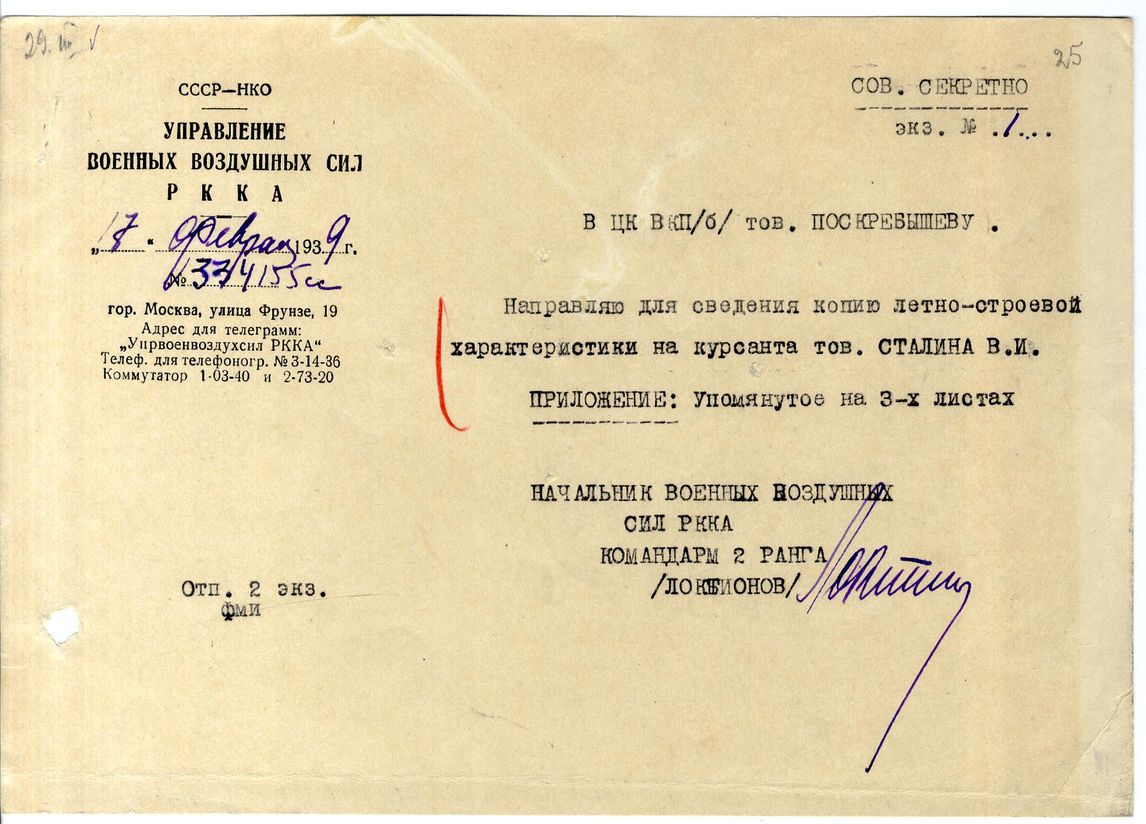 29.III √
25
СССР—НКО
УПРАВЛЕНИЕ
ВОЕННЫХ ВОЗДУШНЫХ СИЛ
РККА
„17“ февраля 1939 г.
№ 334155сс
гор. Москва, улица Фрунзе, 19
Адрес для телеграмм:
„Упрвоенвоздухсил РККА“
Телеф. для телефоногр. № 3-14-36
Коммутатор 1-03-40 и 2-73-20
СОВ. СЕКРЕТНО
экз. № .1...
В ЦК ВКП/б/ тов. ПОСКРЕБЫШЕВУ.
Направляю для сведения копию летно-строевой
характеристики на курсанта тов. СТАЛИНА В.И.
ПРИЛОЖЕНИЕ: Упомянутое на 3-х листах
НАЧАЛЬНИК ВОЕННЫХ ВОЗДУШНЫХ
СИЛ РККА
КОМАНДАРМ 2 РАНГА
/ЛОКТИОНОВ/
Отп. 2 экз.
фми